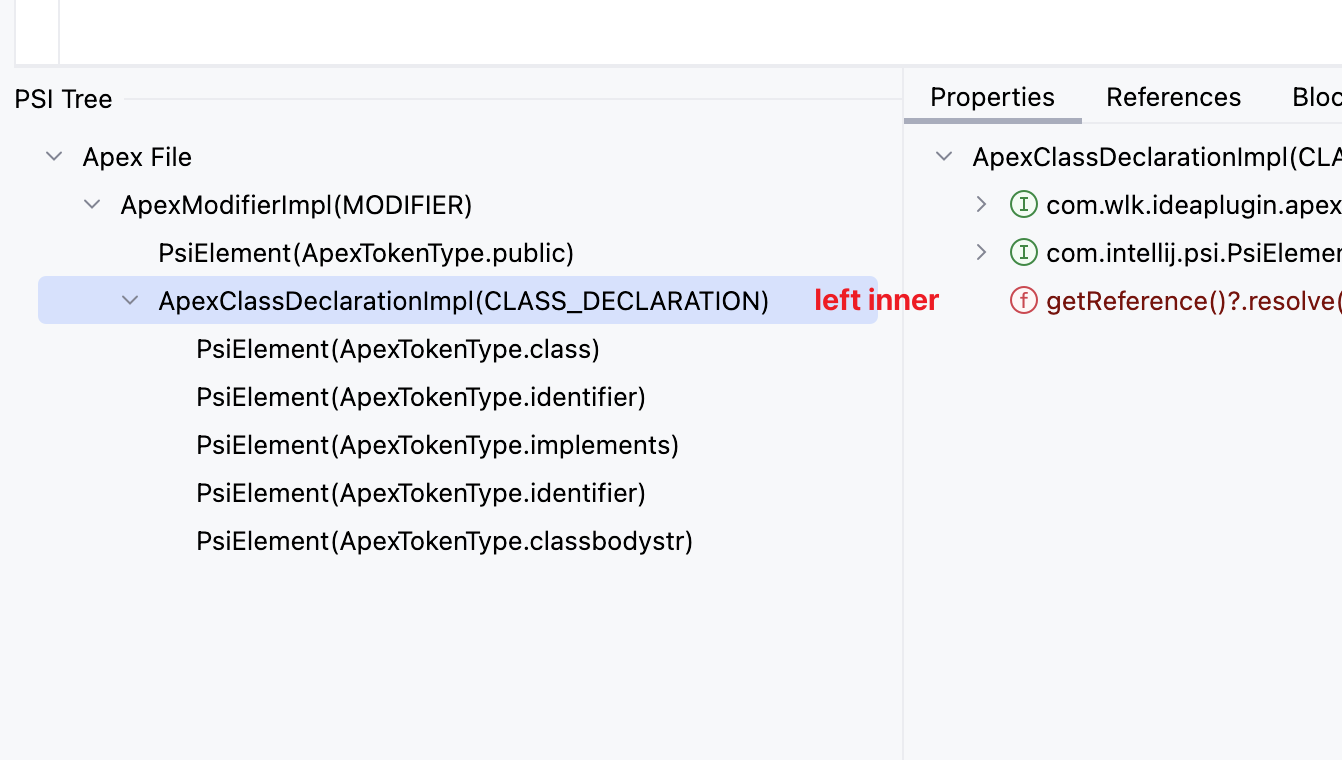 PSI Tree
Apex File
ApexModifierImpl(MODIFIER)
PsiElement(ApexTokenType.public)
ApexClassDeclarationImpl(CLASS_DECLARATION) left inner
PsiElement(ApexTokenType.class)
PsiElement(ApexTokenType.identifier)
PsiElement(ApexTokenType.implements)
PsiElement(ApexTokenType.identifier)
PsiElement(ApexTokenType.classbodystr)
Properties References Bloc
ApexClassDeclarationImpl(CLA
com.wlk.ideaplugin.apex
com.intellij.psi.PsiElemen
getReference()?.resolve(